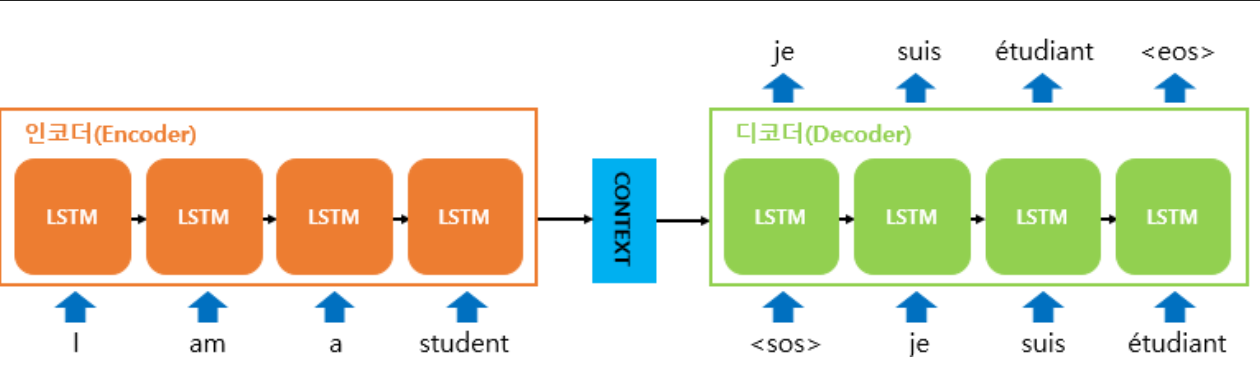 je suis étudiant <eos>
인코더(Encoder)
디코더(Decoder)
LSTM LSTM LSTM LSTM
CONTEXT
LSTM LSTM LSTM LSTM
I am a student
<sos> je suis étudiant